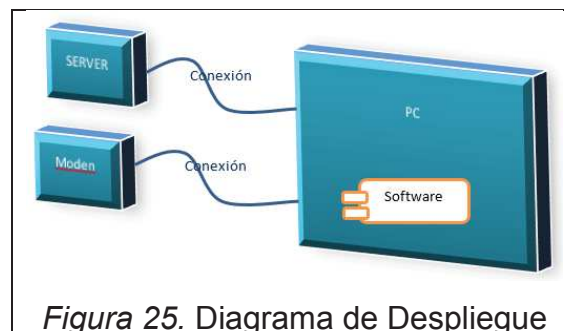 SERVER
Conexión
PC
Moden
Conexión
Software
Figura 25. Diagrama de Despliegue